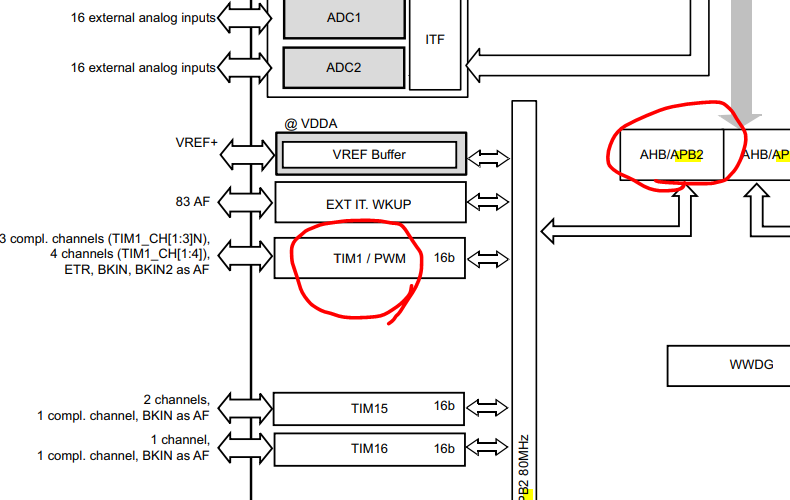 16 external analog inputs
ADC1
ITF
16 external analog inputs
ADC2
@ VDDA
VREF+
VREF Buffer
AHB/APB2
AHB/AP
83 AF
EXT IT. WKUP
3 compl. channels (TIM1_CH[1:3]N),
4 channels (TIM1_CH[1:4]),
ETR, BKIN, BKIN2 as AF
TIM1 / PWM
16b
WWDG
2 channels,
1 compl. channel, BKIN as AF
TIM15
16b
1 channel,
1 compl. channel, BKIN as AF
TIM16
16b
PB2 80MHz